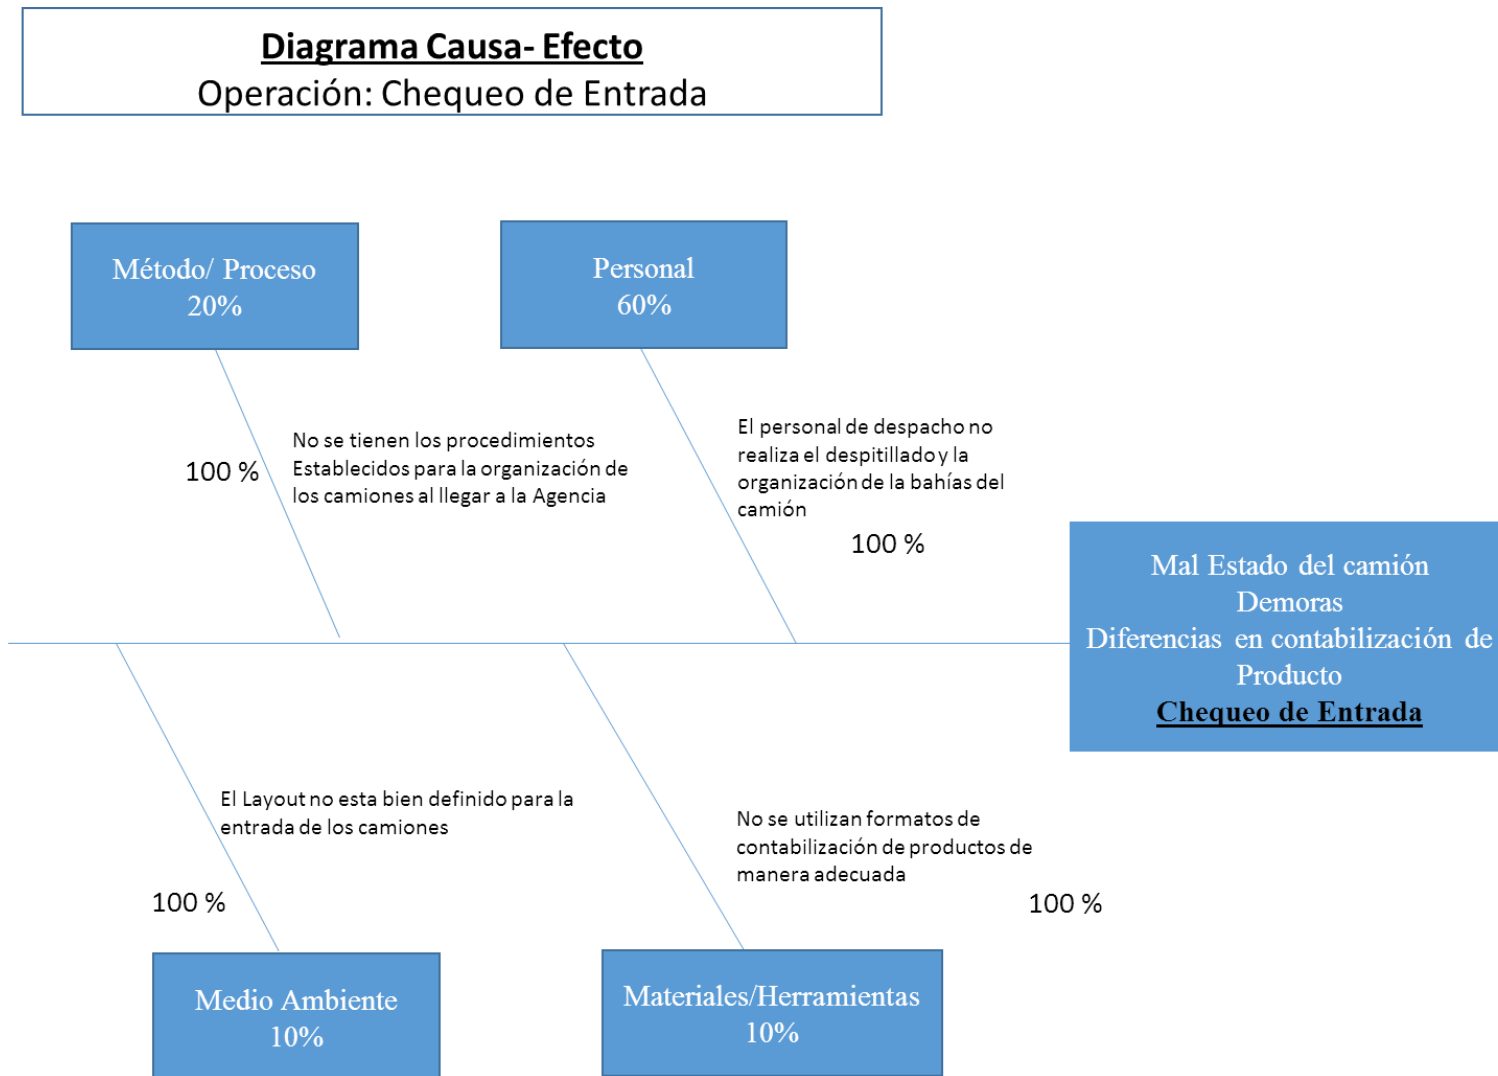 Diagrama Causa- Efecto
Operación: Chequeo de Entrada
Método/ Proceso
20%
Personal
60%
100 %
No se tienen los procedimientos
Establecidos para la organización de
los camiones al llegar a la Agencia
El personal de despacho no
realiza el despitillado y la
organización de la bahías del
camión
100 %
Mal Estado del camión
Demoras
Diferencias en contabilización de
Producto
Chequeo de Entrada
El Layout no esta bien definido para la
entrada de los camiones
100 %
No se utilizan formatos de
contabilización de productos de
manera adecuada
100 %
Medio Ambiente
10%
Materiales/Herramientas
10%